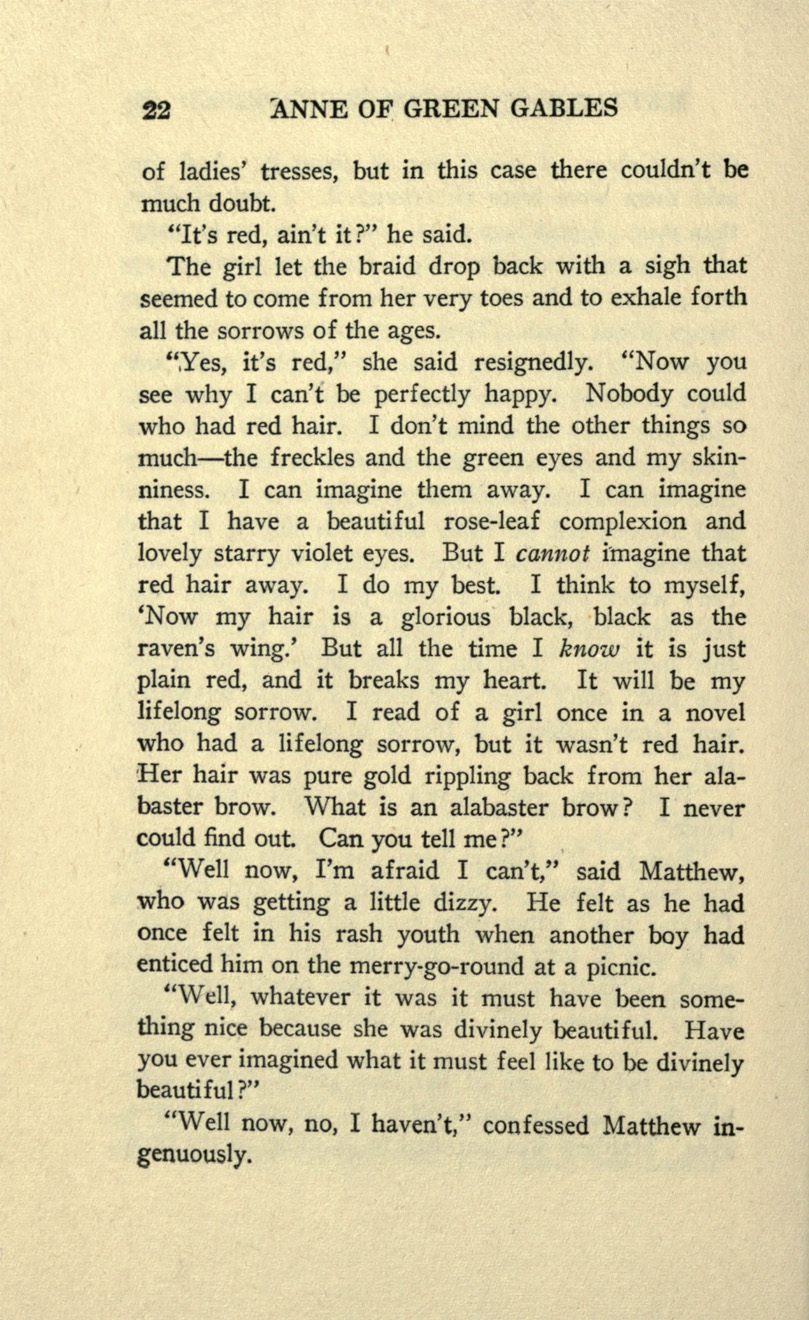 22 ANNE OF GREEN GABLES
of ladies' tresses, but in this case there couldn't be
much doubt.
"It's red, ain't it?" he said.
The girl let the braid drop back with a sigh that
seemed to come from her very toes and to exhale forth
all the sorrows of the ages.
"Yes, it's red," she said resignedly. "Now you
see why I can't be perfectly happy. Nobody could
who had red hair. I don't mind the other things so
much—the freckles and the green eyes and my skin-
niness. I can imagine them away. I can imagine
that I have a beautiful rose-leaf complexion and
lovely starry violet eyes. But I cannot imagine that
red hair away. I do my best. I think to myself,
'Now my hair is a glorious black, black as the
raven's wing.' But all the time I know it is just
plain red, and it breaks my heart. It will be my
lifelong sorrow. I read of a girl once in a novel
who had a lifelong sorrow, but it wasn't red hair.
Her hair was pure gold rippling back from her ala-
baster brow. What is an alabaster brow? I never
could find out. Can you tell me?"
"Well now, I'm afraid I can't," said Matthew,
who was getting a little dizzy. He felt as he had
once felt in his rash youth when another boy had
enticed him on the merry-go-round at a picnic.
"Well, whatever it was it must have been some-
thing nice because she was divinely beautiful. Have
you ever imagined what it must feel like to be divinely
beautiful?"
"Well now, no, I haven't," confessed Matthew in-
genuously.